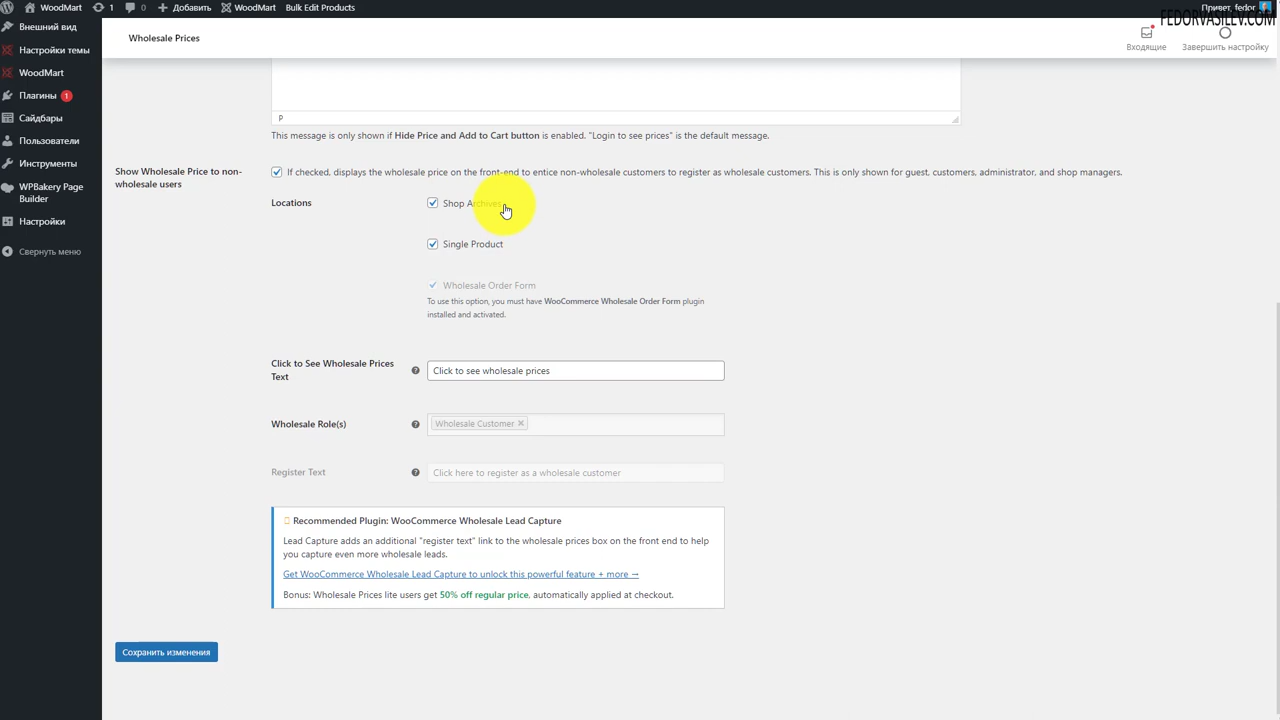 WoodMart
1
0
Добавить
WoodMart
Bulk Edit Products
Привет, fedor
FEDORVASILEV.COM
Внешний вид
Настройки темы
WoodMart
Плагины 1
Сайдбары
Пользователи
Инструменты
WPBakery Page
Builder
Настройки
Свернуть меню
Wholesale Prices
Входящие
Завершить настройку
P
This message is only shown if Hide Price and Add to Cart button is enabled. "Login to see prices" is the default message.
Show Wholesale Price to non-
wholesale users
If checked, displays the wholesale price on the front-end to entice non-wholesale customers to register as wholesale customers. This is only shown for guest, customers, administrator, and shop managers.
Locations
Shop Archives
Single Product
Wholesale Order Form
To use this option, you must have WooCommerce Wholesale Order Form plugin
installed and activated.
Click to See Wholesale Prices
Text
Click to see wholesale prices
Wholesale Role(s)
Wholesale Customer ×
Register Text
Click here to register as a wholesale customer
Recommended Plugin: WooCommerce Wholesale Lead Capture
Lead Capture adds an additional "register text" link to the wholesale prices box on the front end to help
you capture even more wholesale leads.
Get WooCommerce Wholesale Lead Capture to unlock this powerful feature + more →
Bonus: Wholesale Prices lite users get 50% off regular price, automatically applied at checkout.
Сохранить изменения